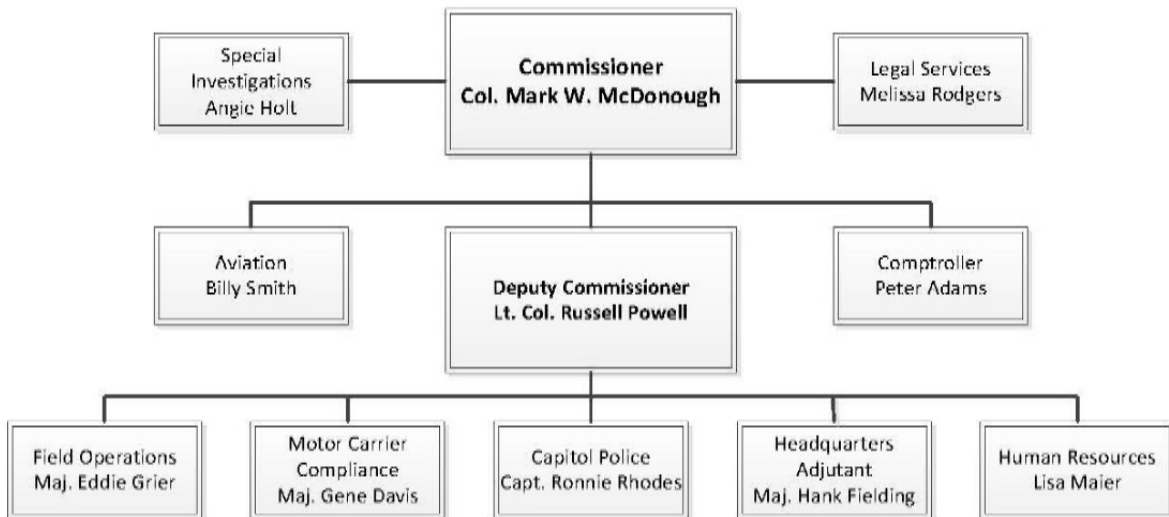 Special
Investigations
Angie Holt
Commissioner
Col. Mark W. McDonough
Legal Services
Melissa Rodgers
Aviation
Billy Smith
Deputy Commissioner
Lt. Col. Russell Powell
Comptroller
Peter Adams
Field Operations
Maj. Eddie Grier
Motor Carrier
Compliance
Maj. Gene Davis
Capitol Police
Capt. Ronnie Rhodes
Headquarters
Adjutant
Maj. Hank Fielding
Human Resources
Lisa Maier